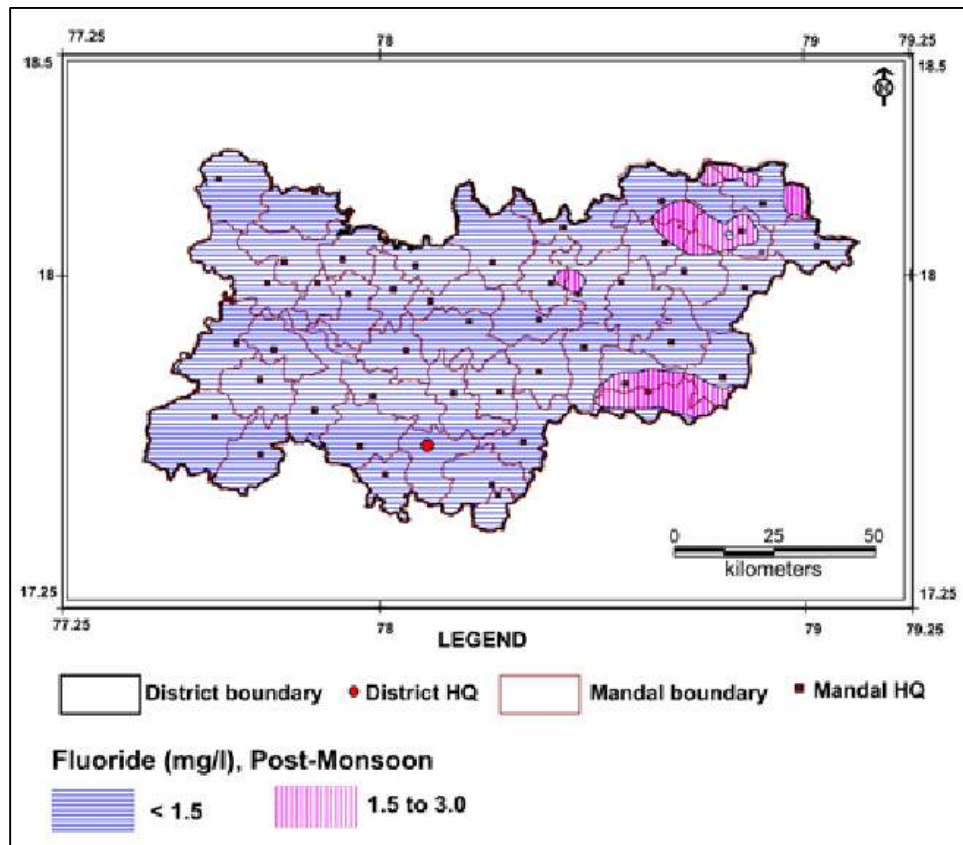 77.25 78 79 79.25
18.5 18.5
N
18 18
0 25 50
kilometers
17.25 17.25
77.25 78 79 79.25
LEGEND
District boundary District HQ Mandal boundary Mandal HQ
Fluoride (mg/l), Post-Monsoon
< 1.5 1.5 to 3.0